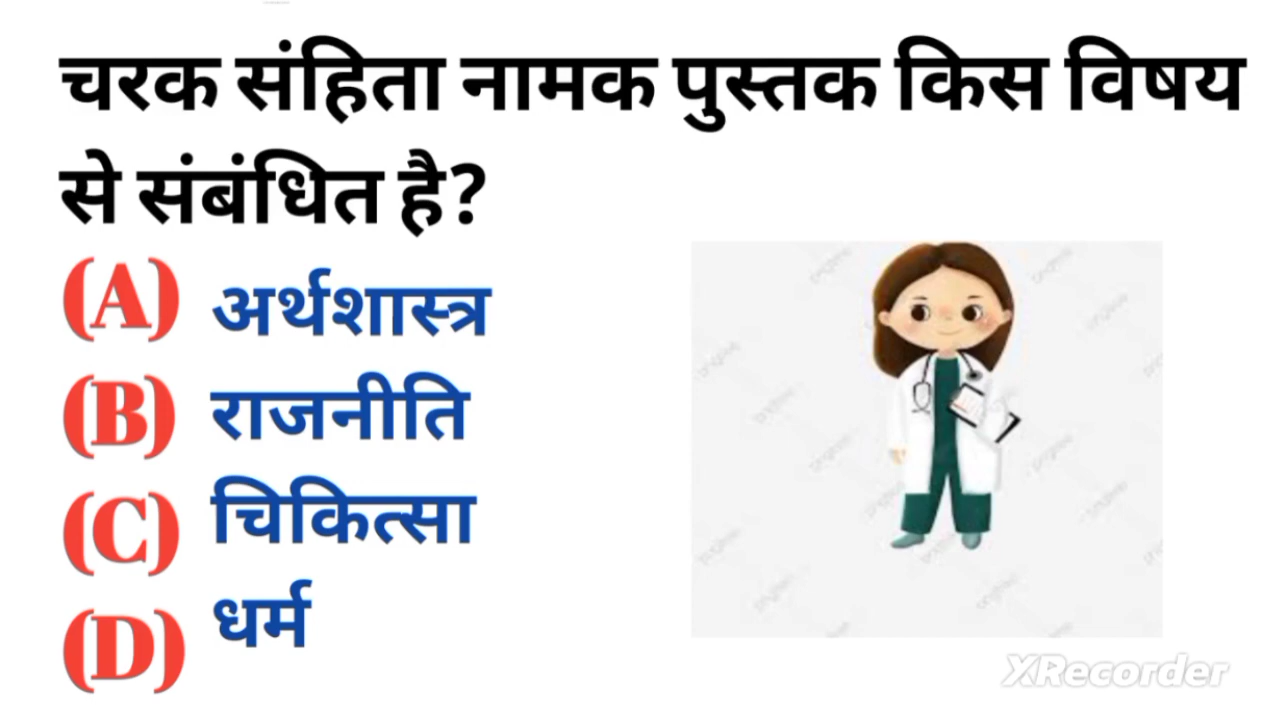 चरक संहिता नामक पुस्तक किस विषय
से संबंधित है?
(A) अर्थशास्त्र
(B) राजनीति
(C) चिकित्सा
(D) धर्म
XRecorder